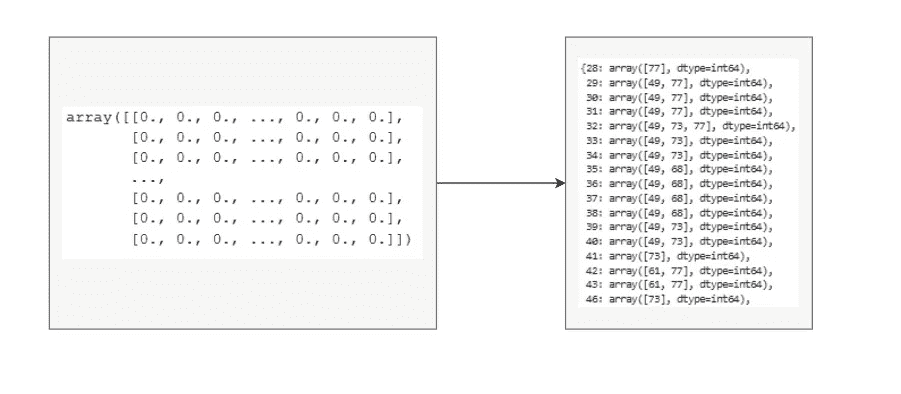 array([[0., 0., 0., ..., 0., 0., 0.],
[0., 0., 0., ..., 0., 0., 0.],
[0., 0., 0., ..., 0., 0., 0.],
...,
[0., 0., 0., ..., 0., 0., 0.],
[0., 0., 0., ..., 0., 0., 0.],
[0., 0., 0., ..., 0., 0., 0.]])
{28: array([77], dtype=int64),
29: array([49, 77], dtype=int64),
30: array([49, 77], dtype=int64),
31: array([49, 77], dtype=int64),
32: array([49, 73, 77], dtype=int64),
33: array([49, 73], dtype=int64),
34: array([49, 73], dtype=int64),
35: array([49, 68], dtype=int64),
36: array([49, 68], dtype=int64),
37: array([49, 68], dtype=int64),
38: array([49, 68], dtype=int64),
39: array([49, 73], dtype=int64),
40: array([49, 73], dtype=int64),
41: array([73], dtype=int64),
42: array([61, 77], dtype=int64),
43: array([61, 77], dtype=int64),
46: array([73], dtype=int64),